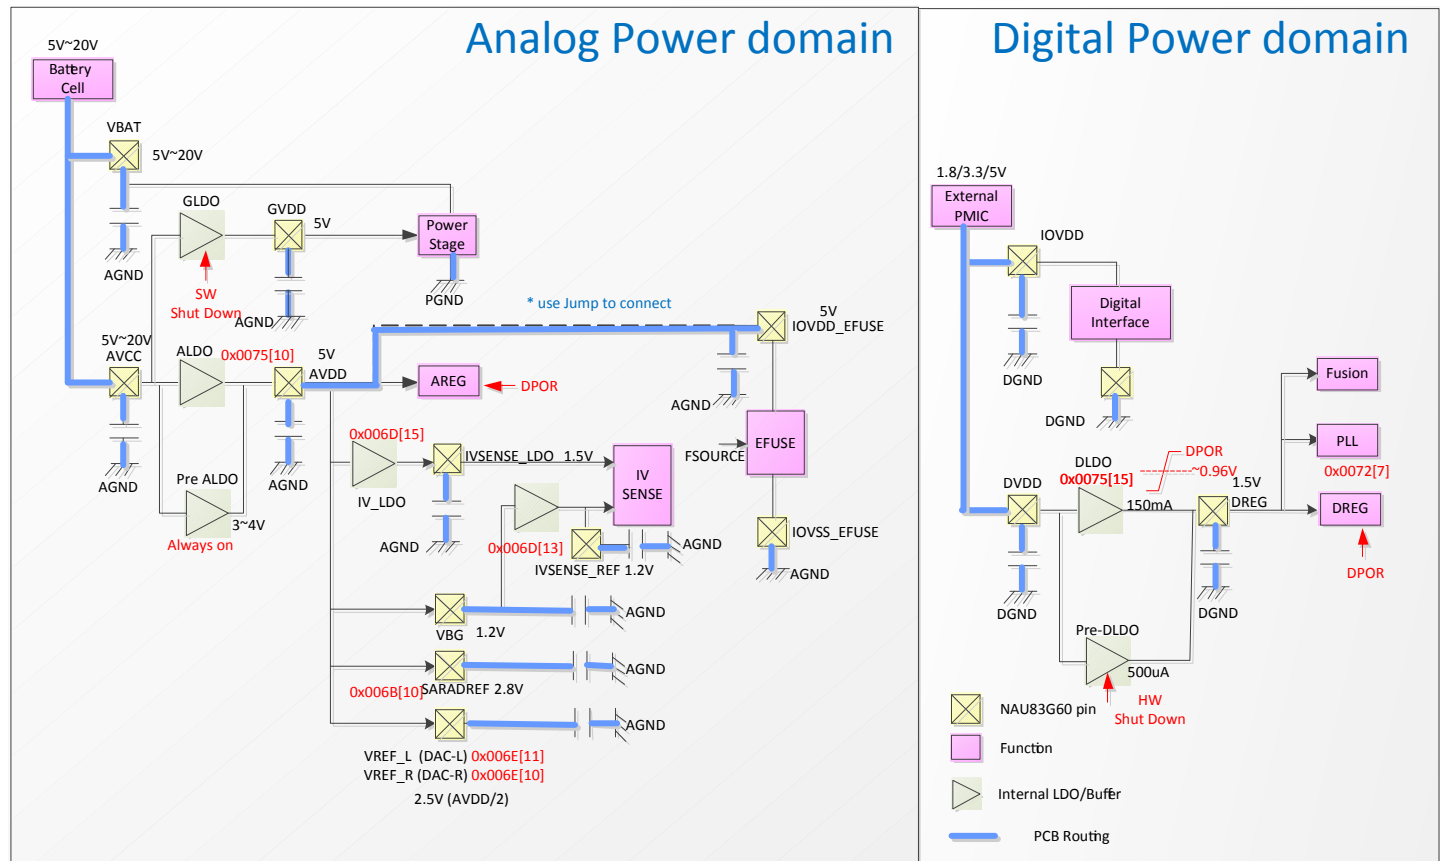 Analog Power domain
5V~20V
Battery
Cell
VBAT
5V~20V
GLDO
GVDD
5V
Power
Stage
AGND
SW
Shut Down
AGND
PGND
* use Jump to connect
5V
IOVDD_EFUSE
5V~20V
AVCC
ALDO
0x0075[10]
5V
AVDD
AREG
DPOR
AGND
0x006D[15]
IVSENSE_LDO 1.5V
IV
SENSE
FSOURCE
EFUSE
AGND
Pre ALDO
3~4V
Always on
AGND
IV_LDO
AGND
0x006D[13]
AGND
IVSENSE_REF 1.2V
IOVSS_EFUSE
AGND
VBG
1.2V
AGND
0x006B[10]
SARADREF 2.8V
AGND
AGND
VREF_L (DAC-L) 0x006E[11]
VREF_R (DAC-R) 0x006E[10]
2.5V (AVDD/2)
Digital Power domain
1.8/3.3/5V
External
PMIC
IOVDD
Digital
Interface
DGND
DGND
Fusion
PLL
0x0072[7]
DPOR
~0.96V
DLDO
0x0075[15]
150mA
DVDD
1.5V
DREG
DREG
DPOR
DGND
DGND
Pre-DLDO
500uA
HW
Shut Down
NAU83G60 pin
Function
Internal LDO/Buffer
PCB Routing